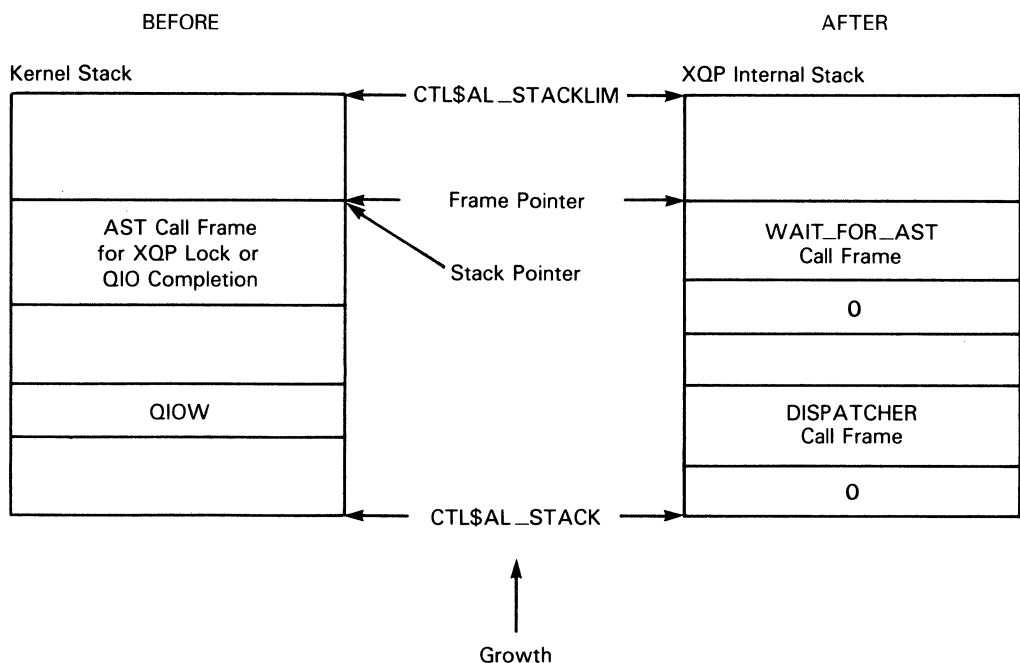 BEFORE
AFTER
Kernel Stack
XQP Internal Stack
CTL$AL_STACKLIM
Frame Pointer
AST Call Frame
for XQP Lock or
QIO Completion
Stack Pointer
WAIT_FOR_AST
Call Frame
0
QIOW
DISPATCHER
Call Frame
0
CTL$AL_STACK
Growth